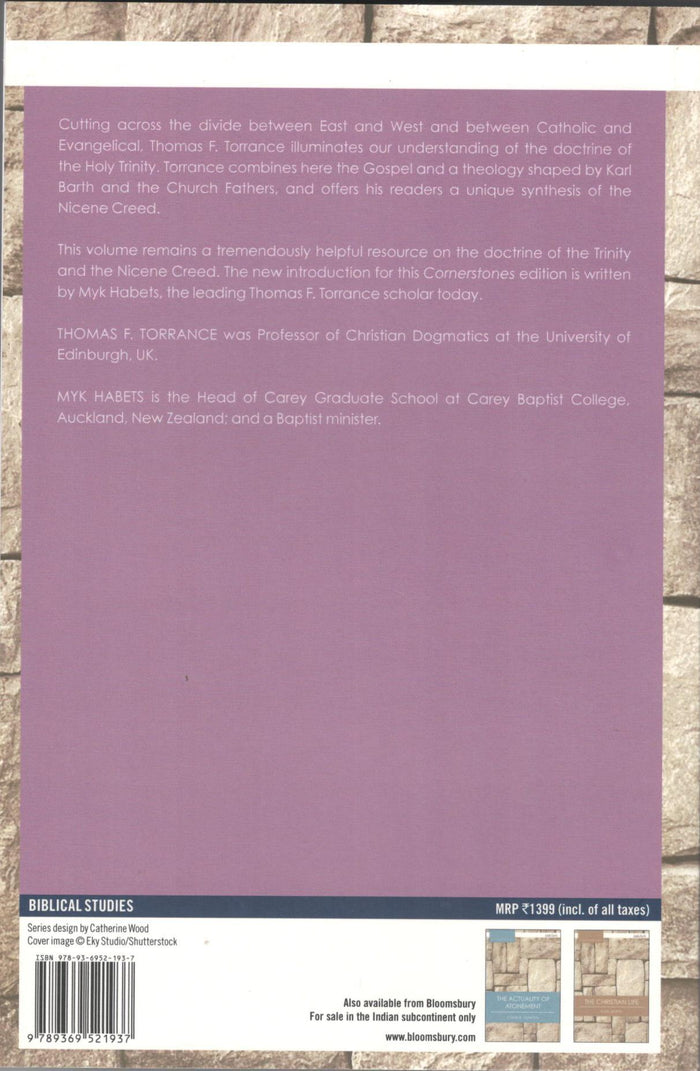 Cutting across the divide between East and West and between Catholic and
Evangelical, Thomas F. Torrance illuminates our understanding of the doctrine of
the Holy Trinity. Torrance combines here the Gospel and a theology shaped by Karl
Barth and the Church Fathers, and offers his readers a unique synthesis of the
Nicene Creed.
This volume remains a tremendously helpful resource on the doctrine of the Trinity
and the Nicene Creed. The new introduction for this Cornerstones edition is written
by Myk Habets, the leading Thomas F. Torrance scholar today.
THOMAS F. TORRANCE was Professor of Christian Dogmatics at the University of
Edinburgh, UK.
MYK HABETS is the Head of Carey Graduate School at Carey Baptist College,
Auckland, New Zealand; and a Baptist minister.
BIBLICAL STUDIES
MRP ₹1399 (incl. of all taxes)
Series design by Catherine Wood
Cover image © Eky Studio/Shutterstock
ISBN 978-93-6952-193-7
9 789369 521937
Also available from Bloomsbury
For sale in the Indian subcontinent only
www.bloomsbury.com
THE ACTUALITY OF
ATONEMENT
THE CHRISTIAN LIFE